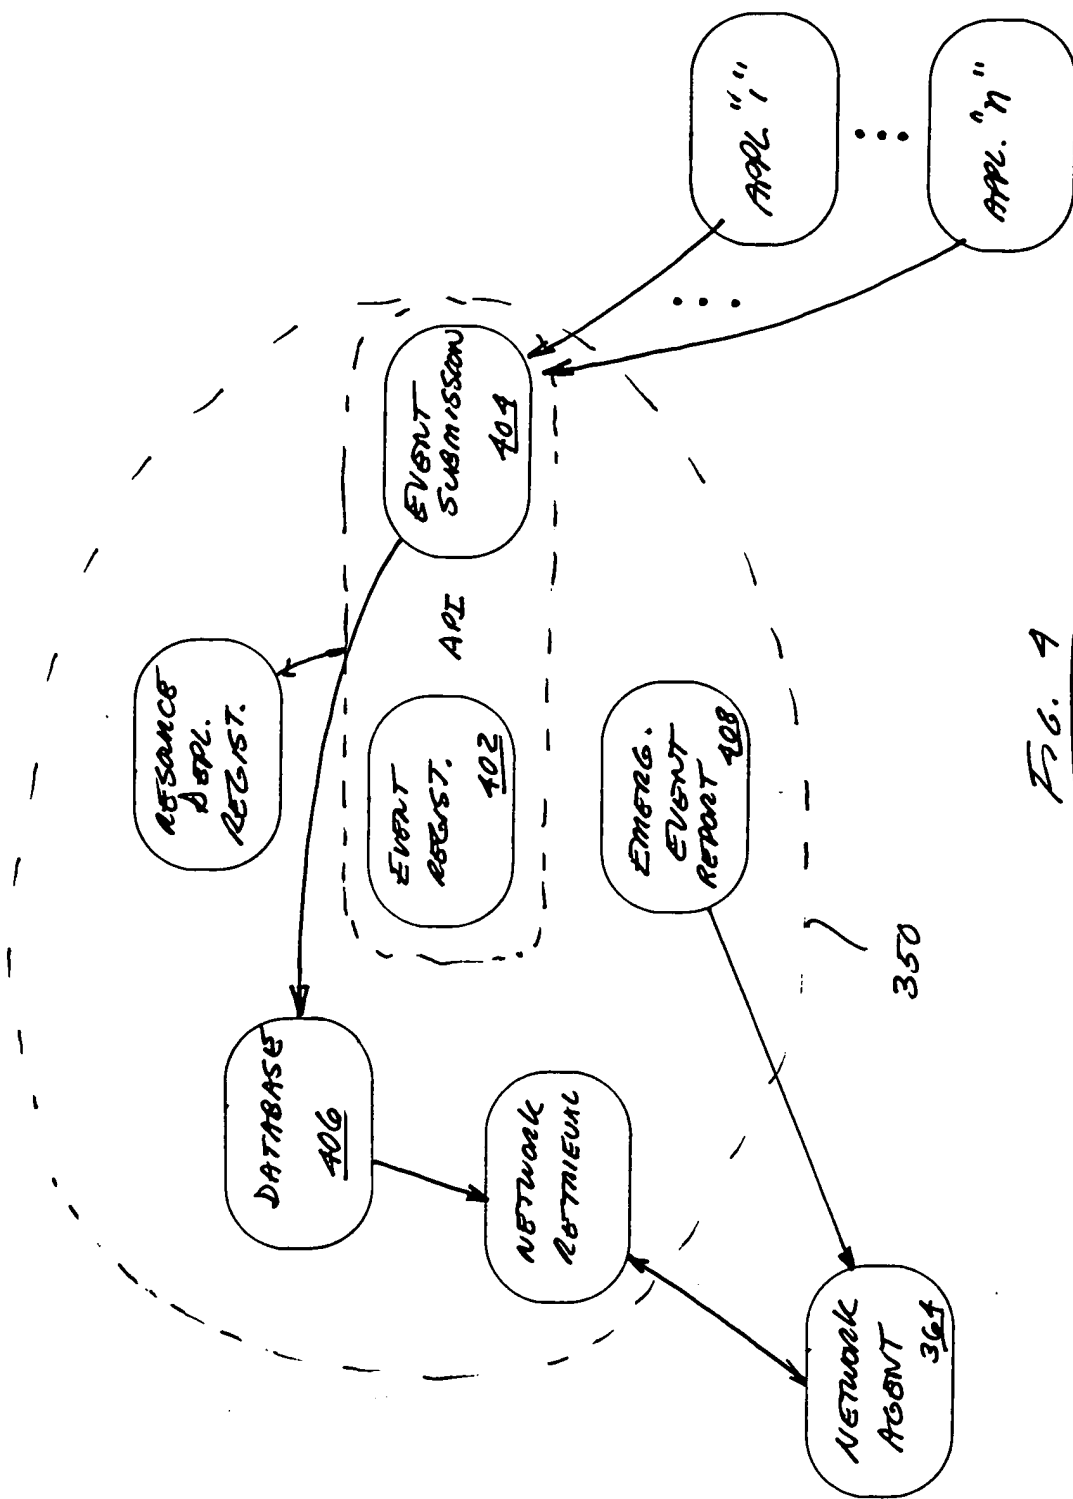 APPL. "1"
APPL. "n"
EVENT
SUBMISSION
404
API
RESOURCE
DEPL.
REGIST.
EVENT
REGIST.
402
EMERG.
EVENT
REPORT
408
DATABASE
406
NETWORK
RETRIEVAL
NETWORK
AGENT
364
350
FIG. 4